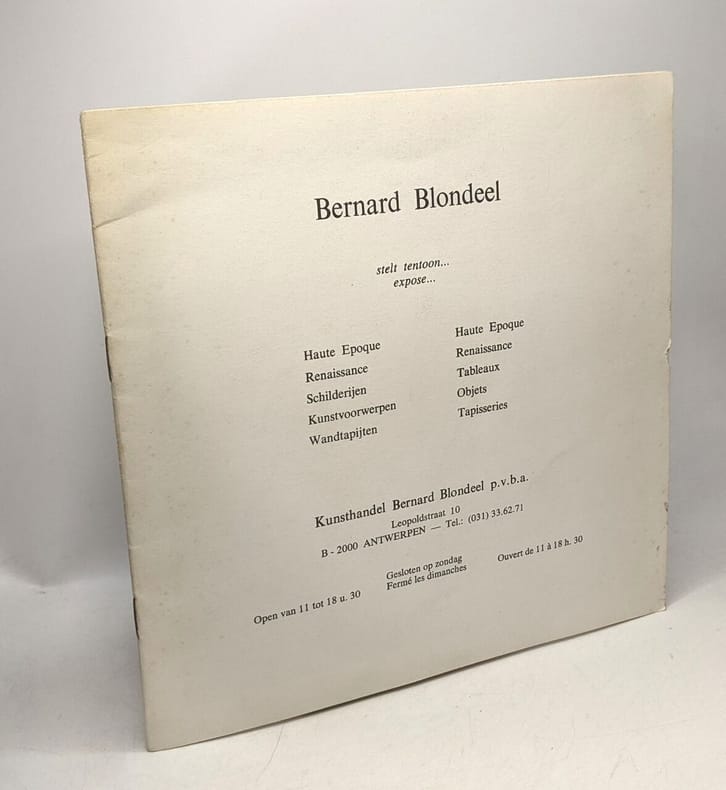 Bernard Blondeel
stelt tentoon...
expose...
Haute Epoque
Renaissance
Schilderijen
Kunstvoorwerpen
Wandtapijten
Haute Epoque
Renaissance
Tableaux
Objets
Tapisseries
Kunsthandel Bernard Blondeel p.v.b.a.
Leopoldstraat 10
B - 2000 ANTWERPEN — Tel.: (031) 33.62.71
Open van 11 tot 18 u. 30
Gesloten op zondag
Fermé les dimanches
Ouvert de 11 à 18 h. 30